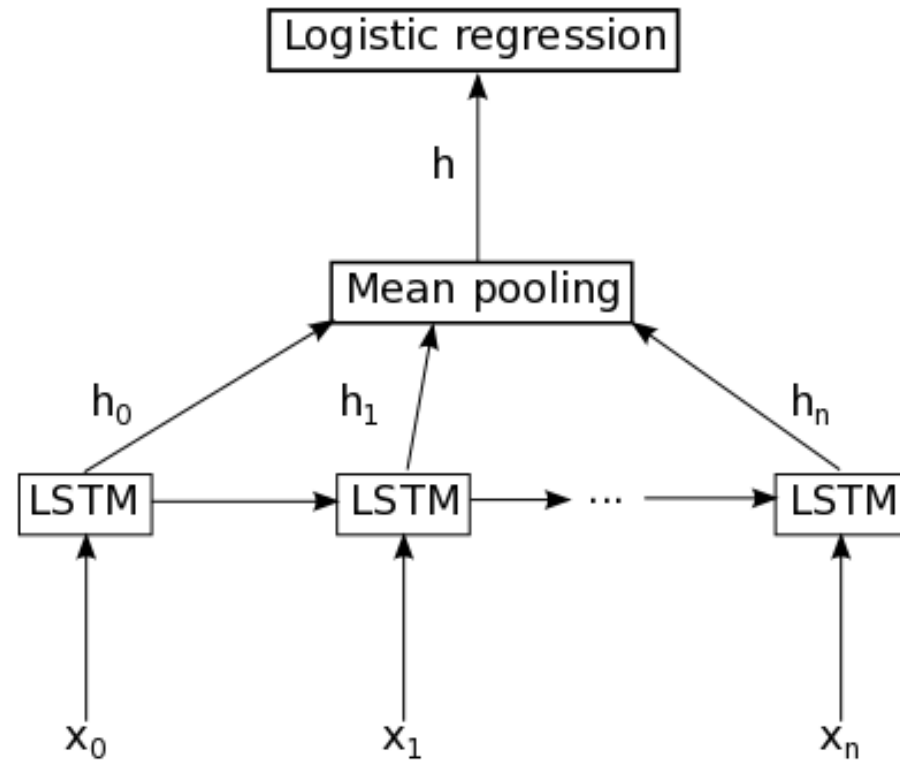 Logistic regression
h
Mean pooling
h₀ h₁ hₙ
LSTM LSTM ... LSTM
x₀ x₁ xₙ